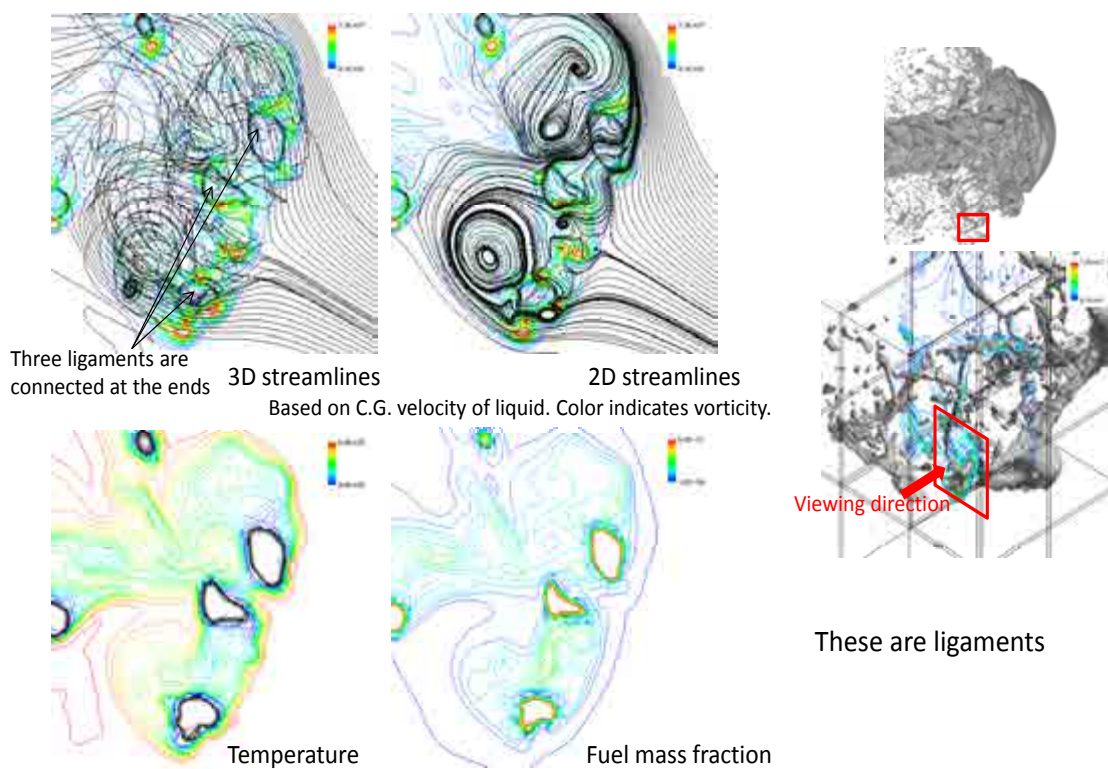 Three ligaments are
connected at the ends
3D streamlines
2D streamlines
Based on C.G. velocity of liquid. Color indicates vorticity.
Viewing direction
These are ligaments
Temperature
Fuel mass fraction